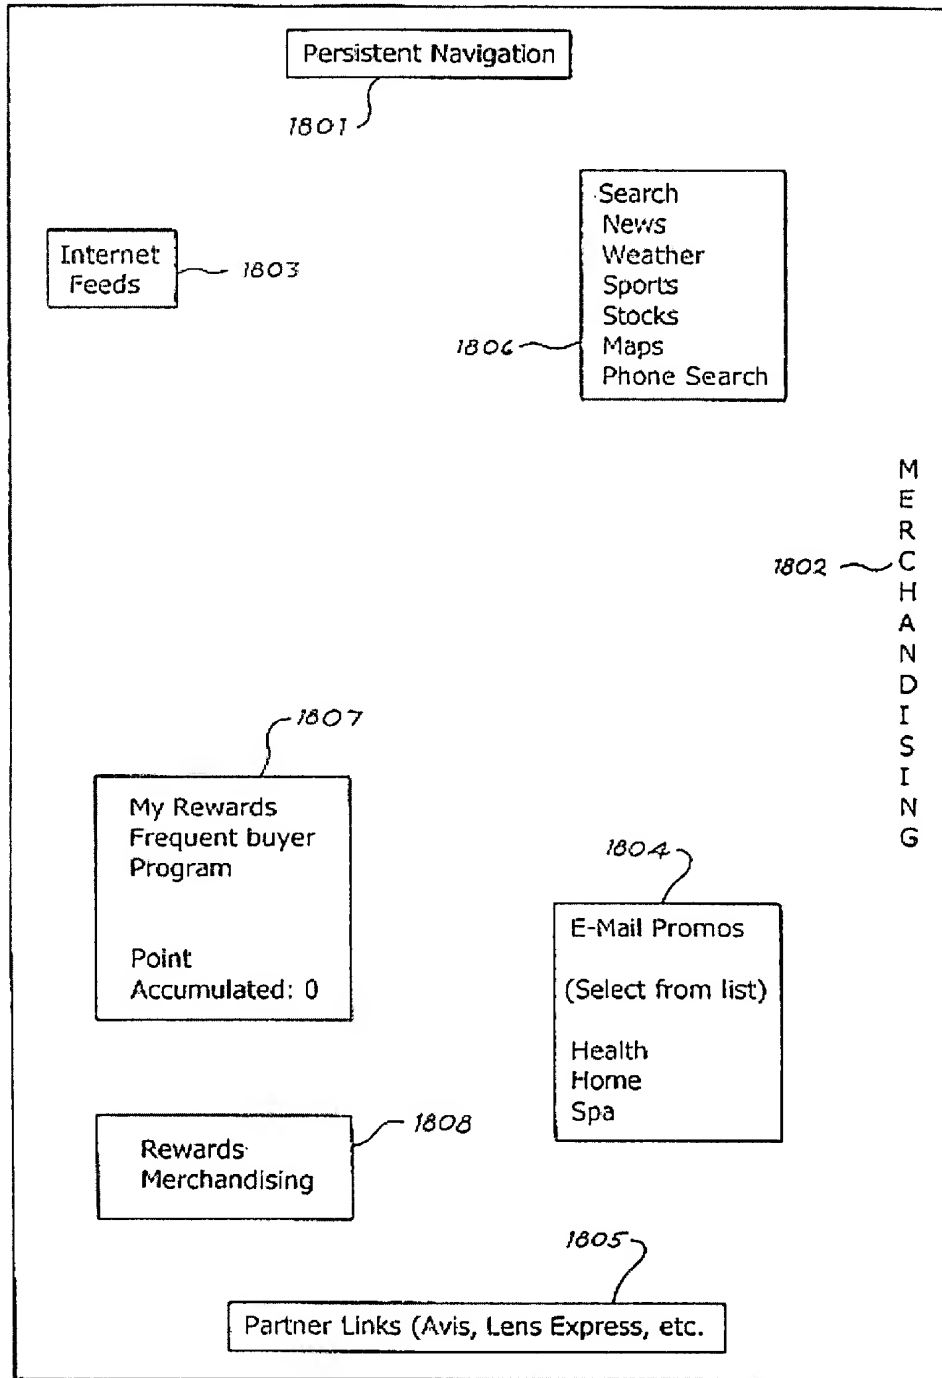 Persistent Navigation
1801
Search
News
Weather
Sports
Stocks
Maps
Phone Search
1806
Internet
Feeds
1803
MERCHANDISING
1802
1807
My Rewards
Frequent buyer
Program
Point
Accumulated: 0
1804
E-Mail Promos
(Select from list)
Health
Home
Spa
Rewards
Merchandising
1808
1805
Partner Links (Avis, Lens Express, etc.